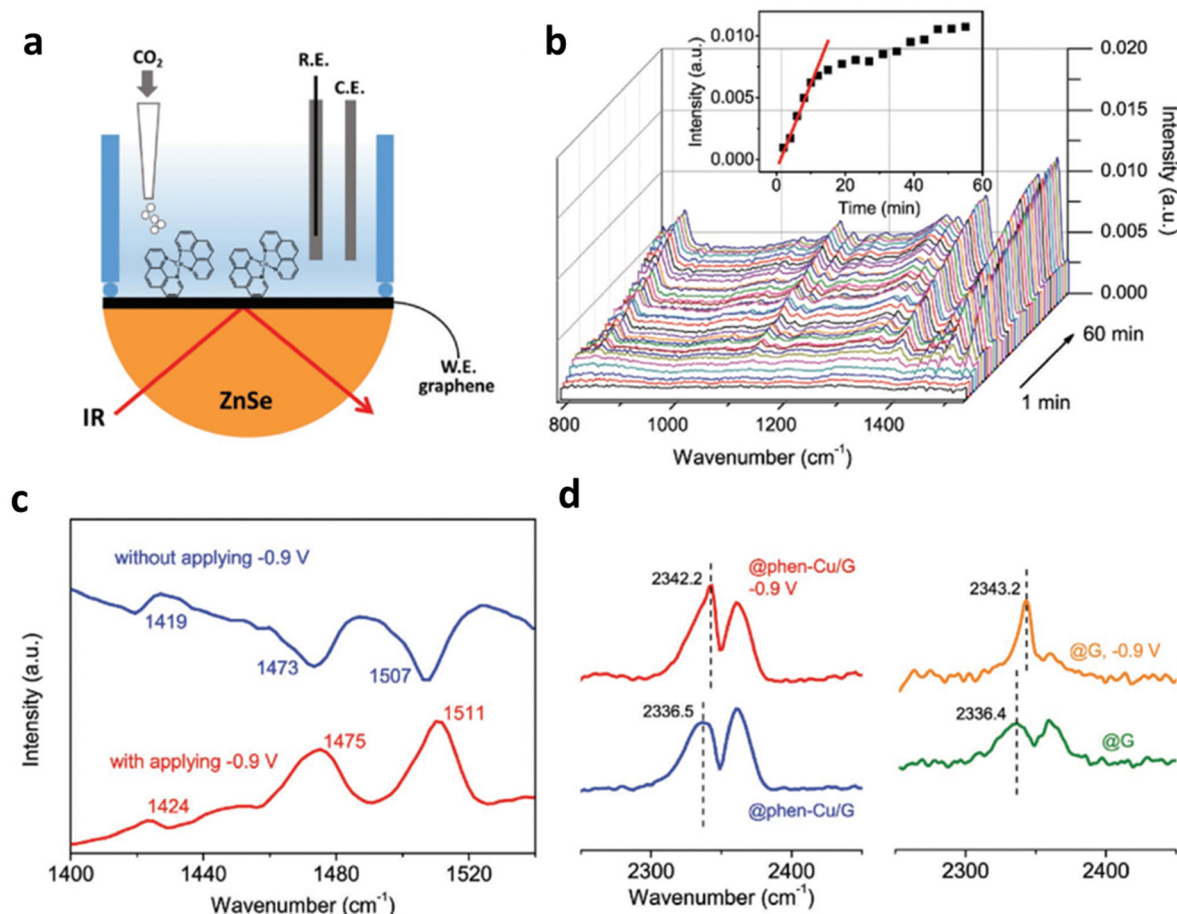 a
CO2
R.E.
C.E.
W.E.
graphene
IR
ZnSe
b
Intensity (a.u.)
0.010
0.005
0.000
0 20 40 60
Time (min)
0.020
0.015
0.010
0.005
0.000
Intensity (a.u.)
60 min
1 min
800 1000 1200 1400
Wavenumber (cm-1)
c
without applying -0.9 V
1419
1473
1507
1475
1511
with applying -0.9 V
1424
Intensity (a.u.)
1400 1440 1480 1520
Wavenumber (cm-1)
d
2342.2
@phen-Cu/G
-0.9 V
2336.5
@phen-Cu/G
2343.2
@G, -0.9 V
2336.4
@G
2300 2400
2300 2400
Wavenumber (cm-1)